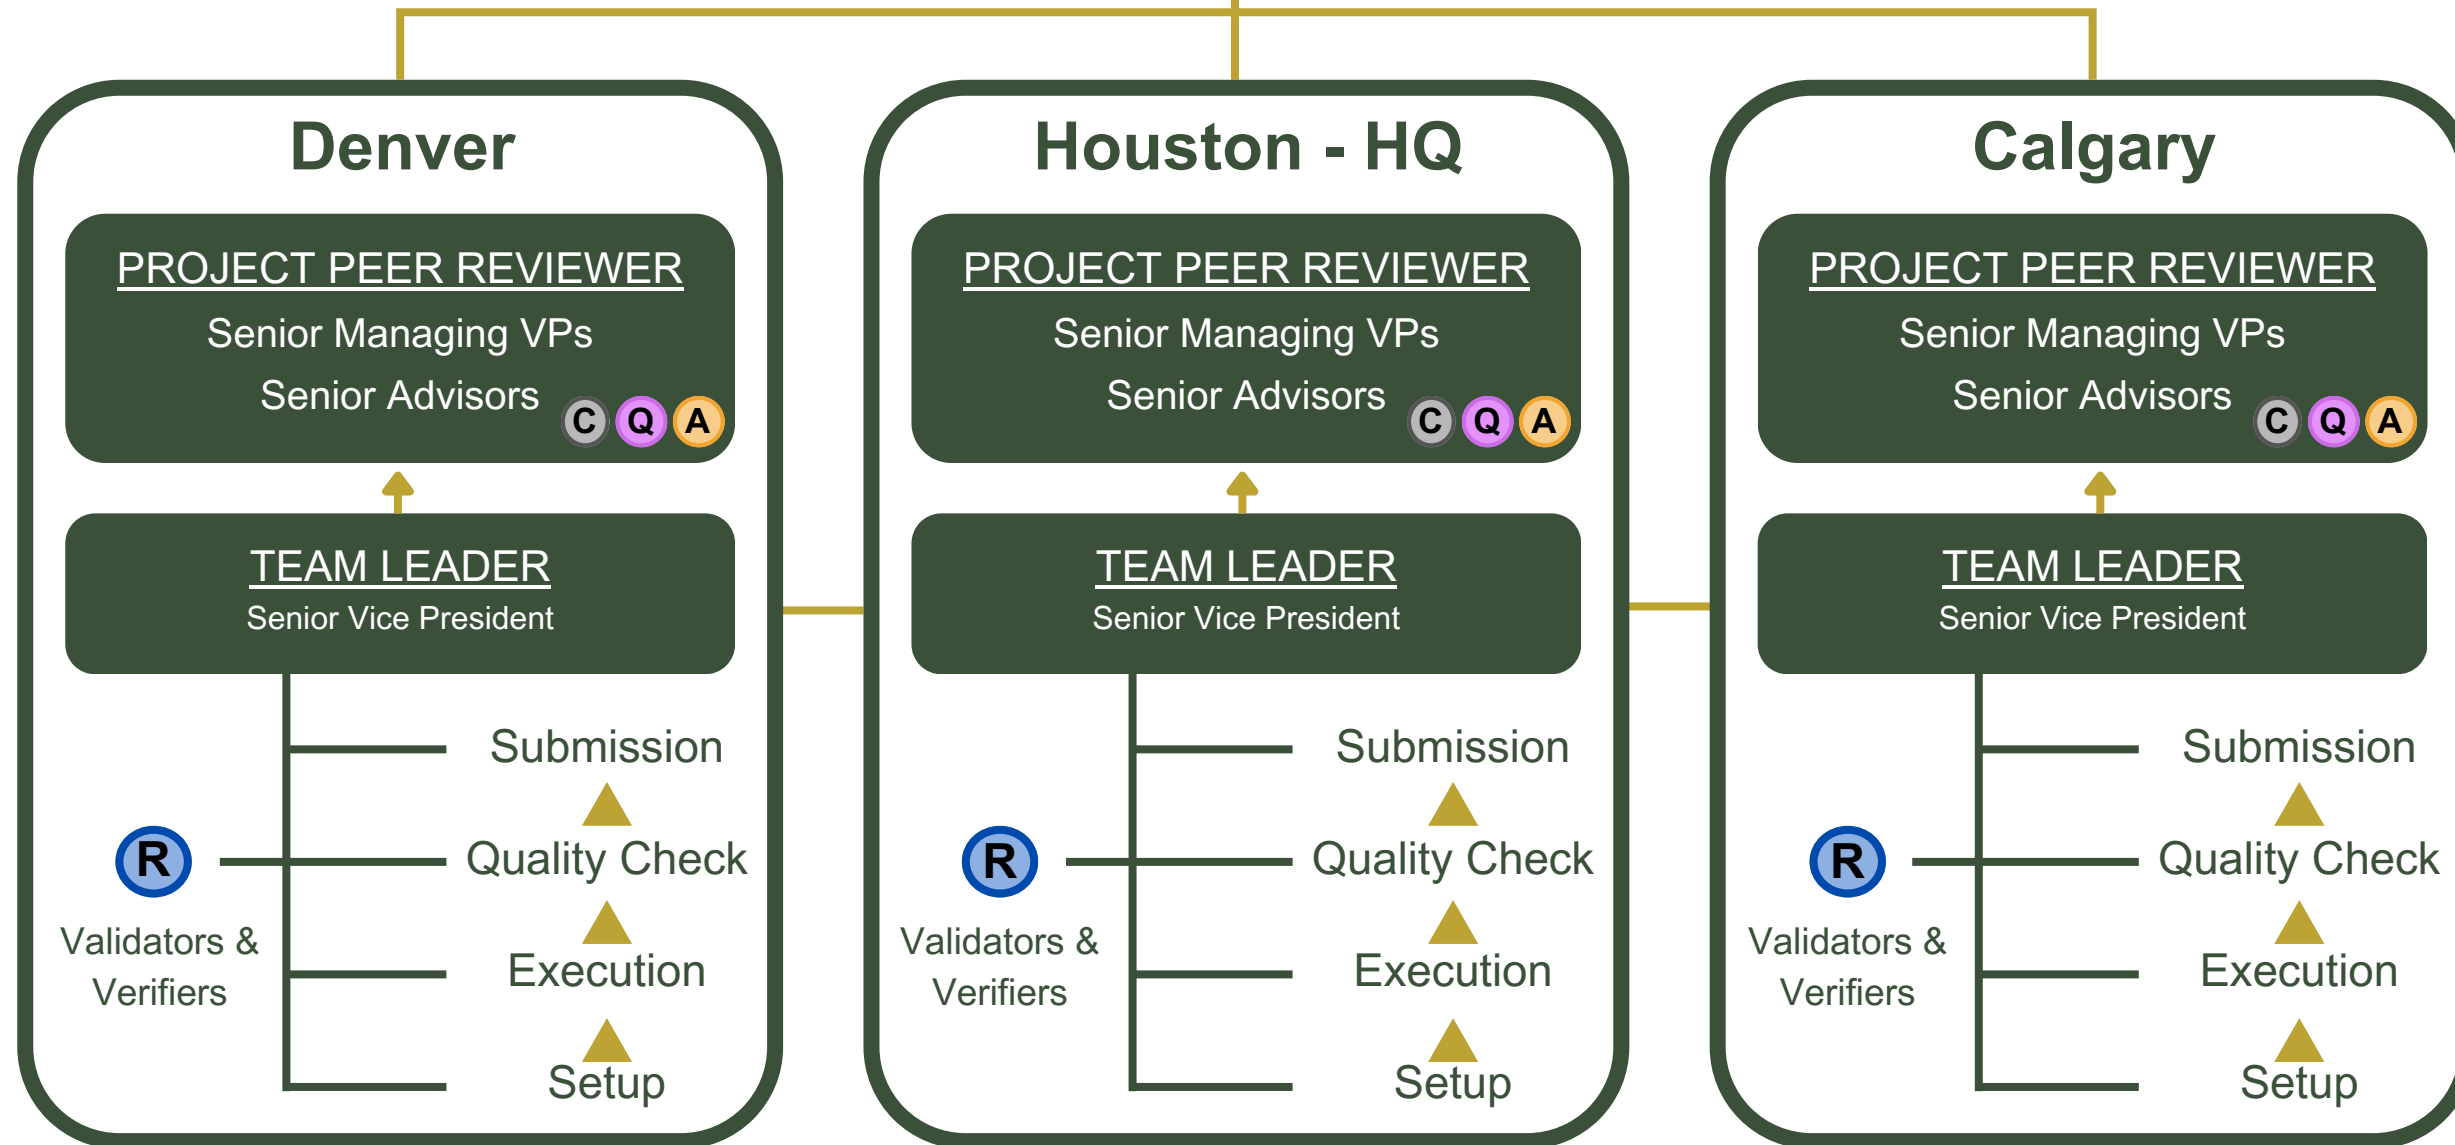 Denver
PROJECT PEER REVIEWER
Senior Managing VPs
Senior Advisors
C Q A
TEAM LEADER
Senior Vice President
Submission
Quality Check
Execution
Setup
R
Validators &
Verifiers
Houston - HQ
PROJECT PEER REVIEWER
Senior Managing VPs
Senior Advisors
C Q A
TEAM LEADER
Senior Vice President
Submission
Quality Check
Execution
Setup
R
Validators &
Verifiers
Calgary
PROJECT PEER REVIEWER
Senior Managing VPs
Senior Advisors
C Q A
TEAM LEADER
Senior Vice President
Submission
Quality Check
Execution
Setup
R
Validators &
Verifiers